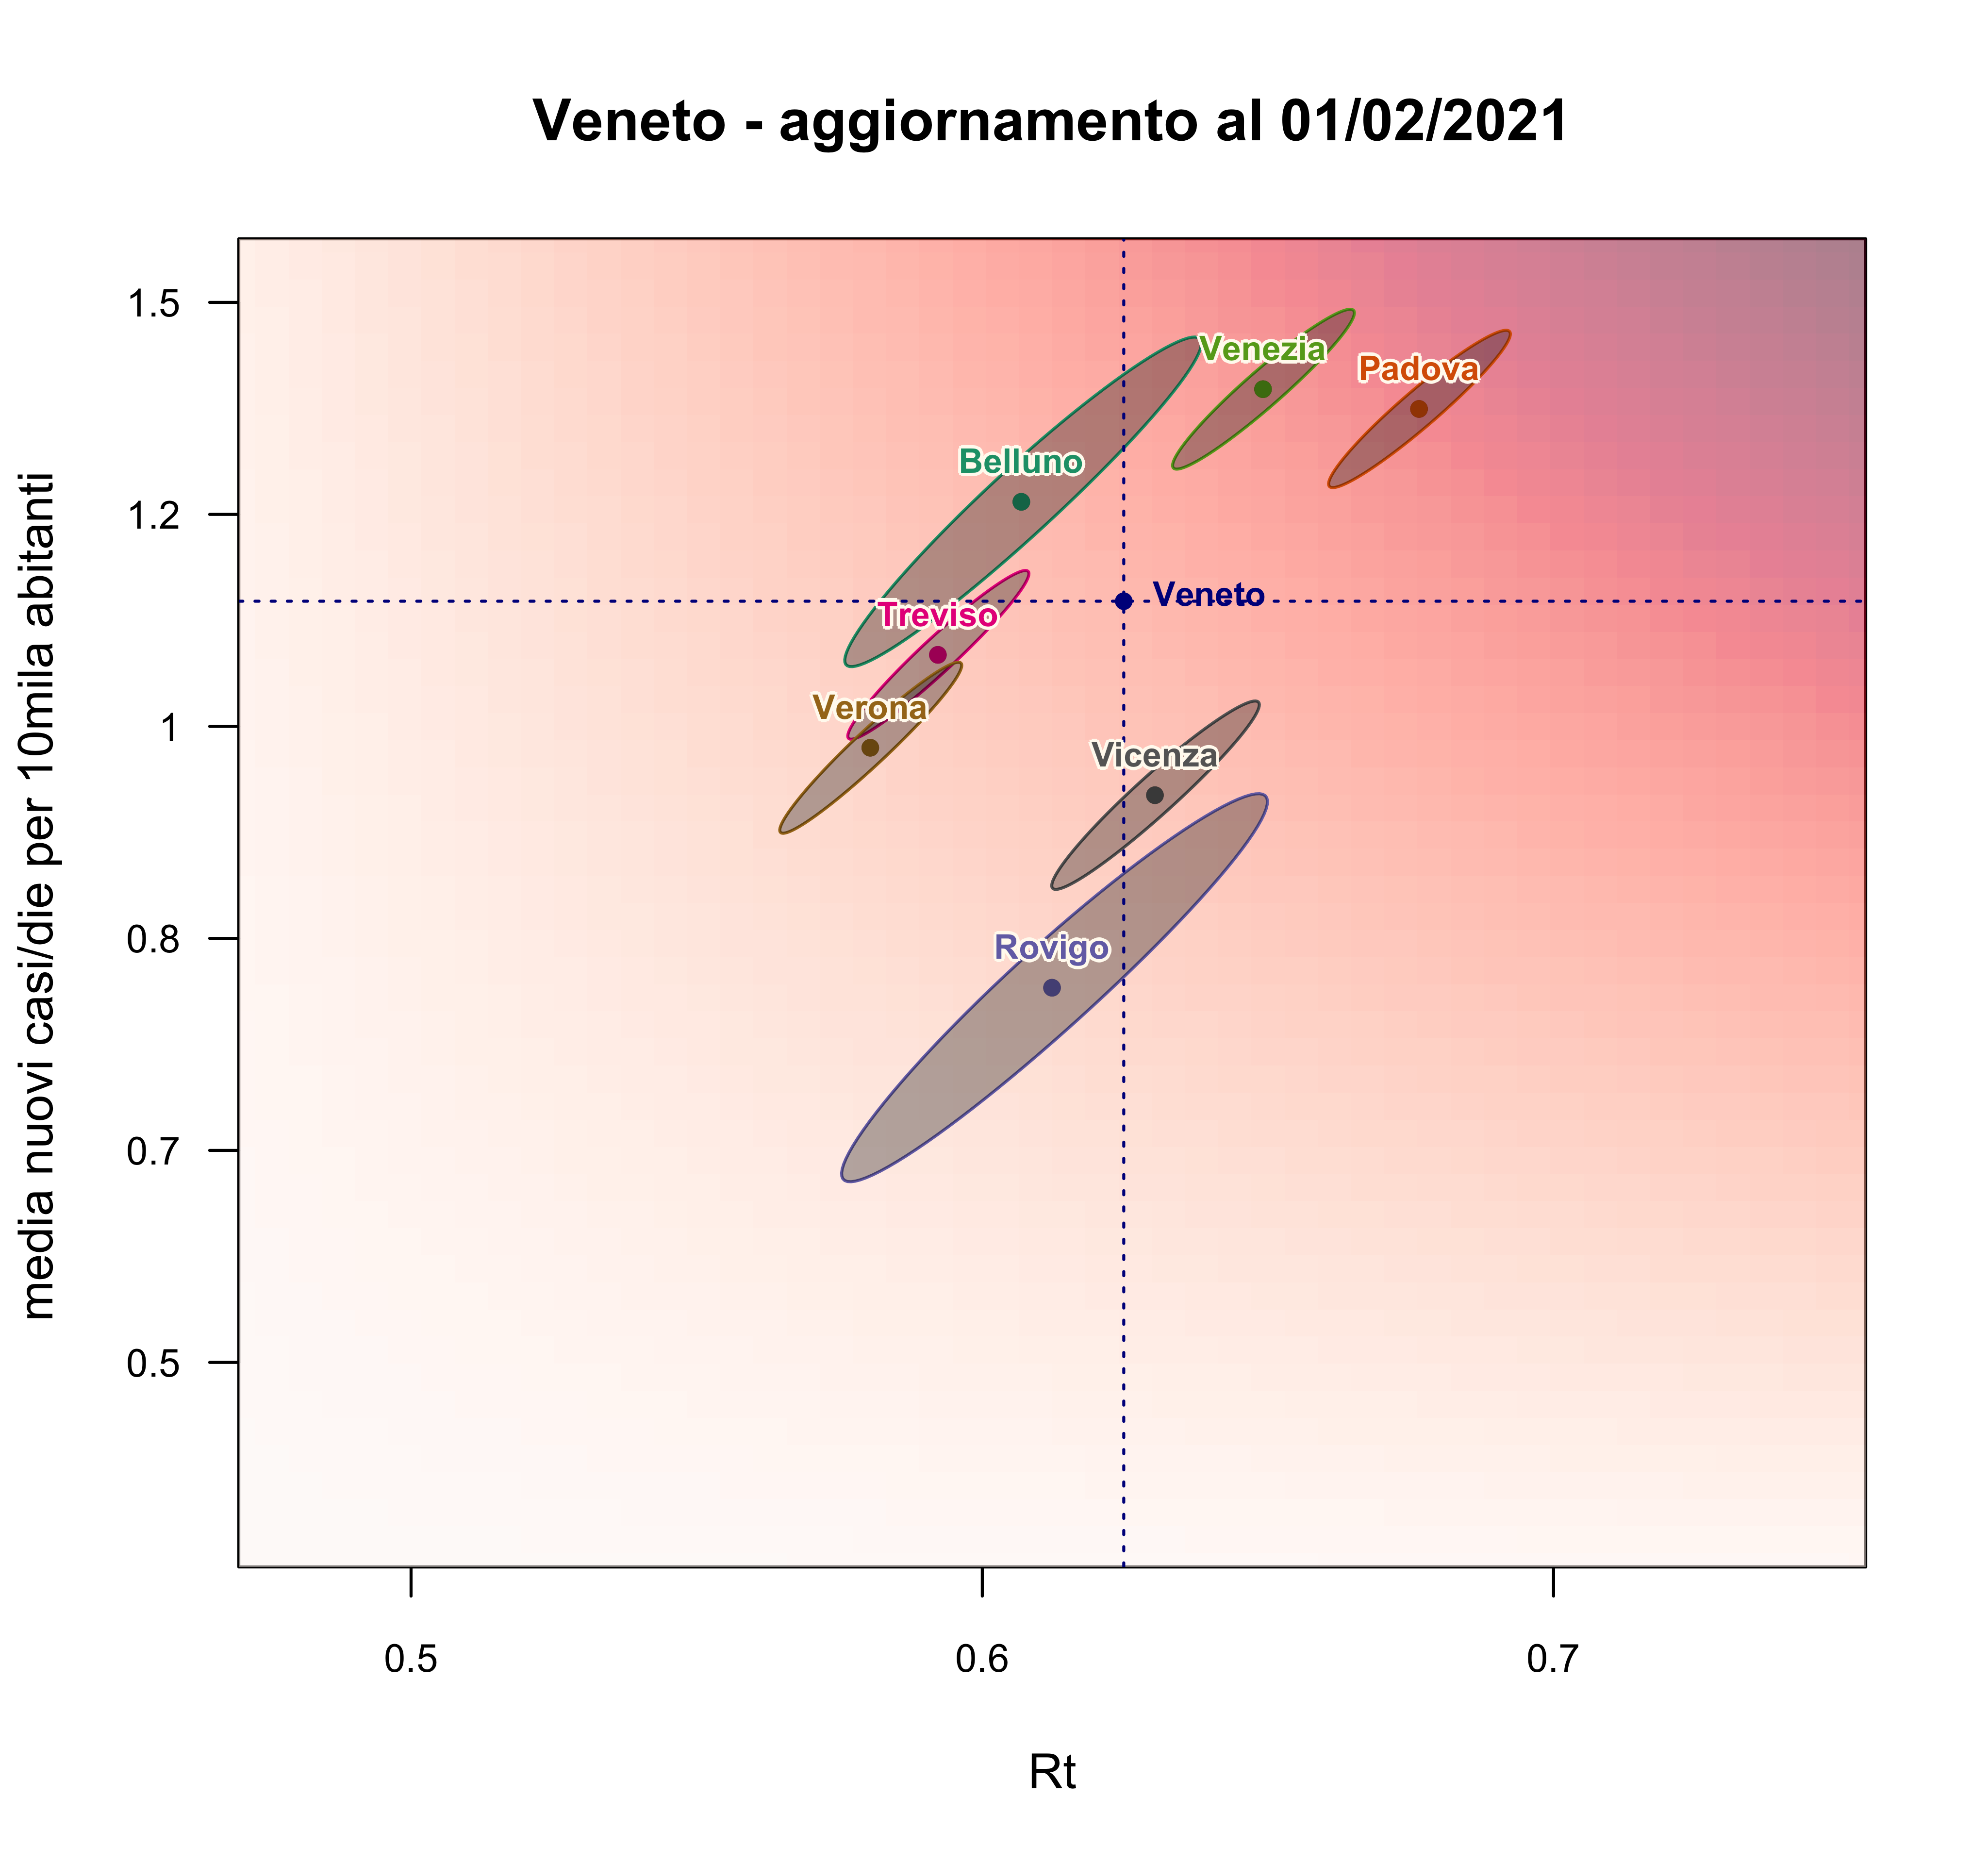 Veneto - aggiornamento al 01/02/2021
media nuovi casi/die per 10mila abitanti
1.5
1.2
1
0.8
0.7
0.5
Venezia
Padova
Belluno
Veneto
Treviso
Verona
Vicenza
Rovigo
0.5
0.6
0.7
Rt